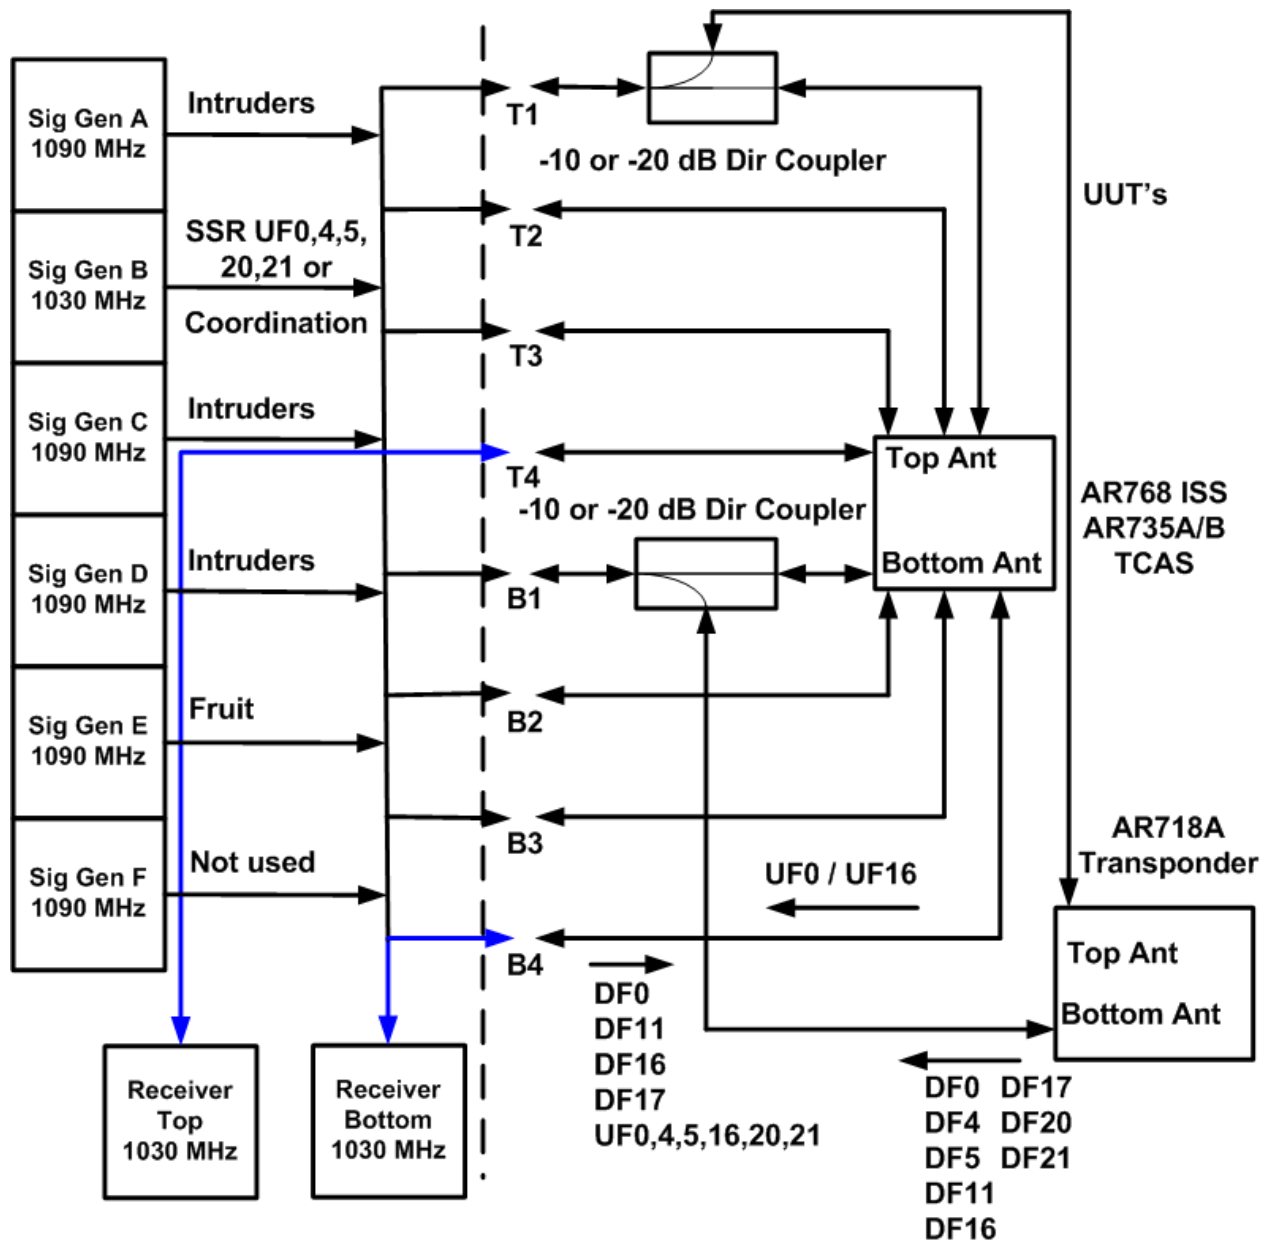 Sig Gen A
1090 MHz
Intruders
T1
-10 or -20 dB Dir Coupler
UUT's
Sig Gen B
1030 MHz
SSR UF0,4,5,
20,21 or
Coordination
T2
T3
Sig Gen C
1090 MHz
Intruders
T4
-10 or -20 dB Dir Coupler
Top Ant
Bottom Ant
AR768 ISS
AR735A/B
TCAS
Sig Gen D
1090 MHz
Intruders
B1
Sig Gen E
1090 MHz
Fruit
B2
B3
Sig Gen F
1090 MHz
Not used
UF0 / UF16
AR718A
Transponder
B4
Top Ant
Bottom Ant
DF0
DF11
DF16
DF17
UF0,4,5,16,20,21
DF0 DF17
DF4 DF20
DF5 DF21
DF11
DF16
Receiver
Top
1030 MHz
Receiver
Bottom
1030 MHz